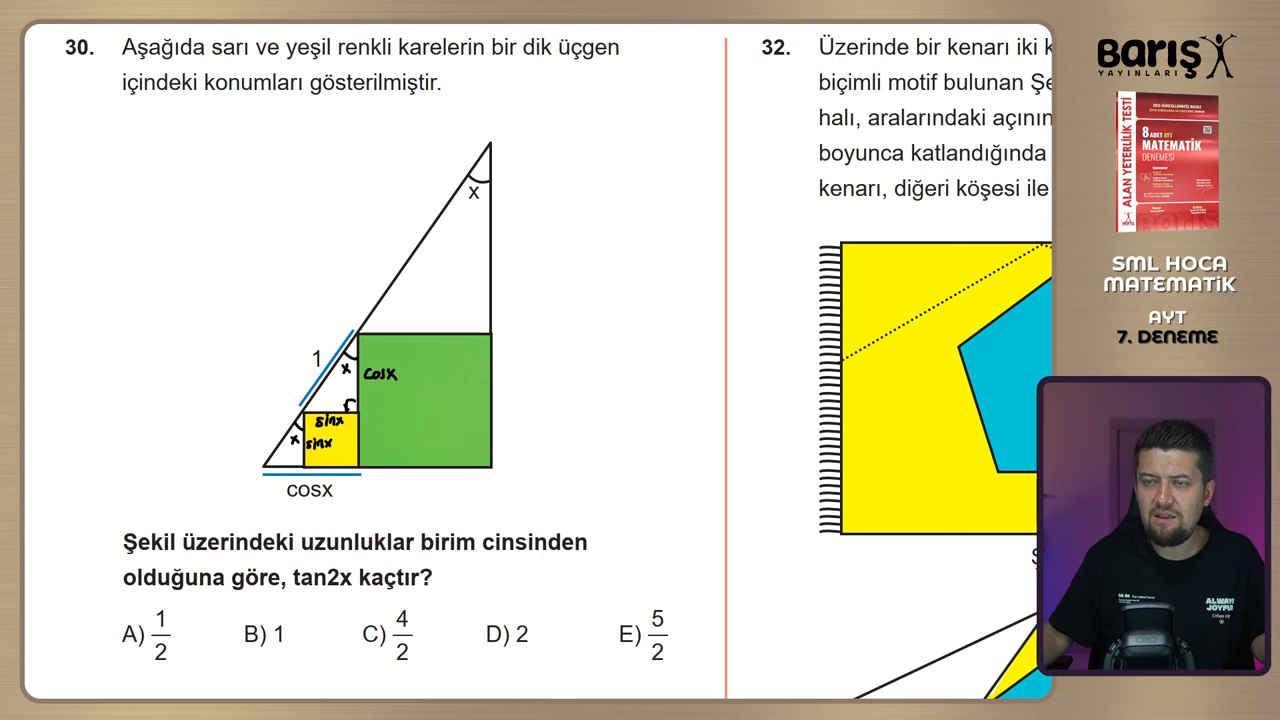 30.
Aşağıda sarı ve yeşil renkli karelerin bir dik üçgen
içindeki konumları gösterilmiştir.
x
1
x
cosx
sinx
x
sinx
cosx
Şekil üzerindeki uzunluklar birim cinsinden
olduğuna göre, tan2x kaçtır?
A) 1/2 B) 1 C) 4/2 D) 2 E) 5/2
32.
Üzerinde bir kenarı iki k
biçimli motif bulunan Şe
halı, aralarındaki açının
boyunca katlandığında
kenarı, diğeri köşesi ile
Ş
BARIŞ
YAYINLARI
ALAN YETERLİLİK TESTİ
8 ADET AYT
MATEMATİK
DENEMESİ
SML HOCA
MATEMATİK
AYT
7. DENEME
ALWAYS
JOYFUL